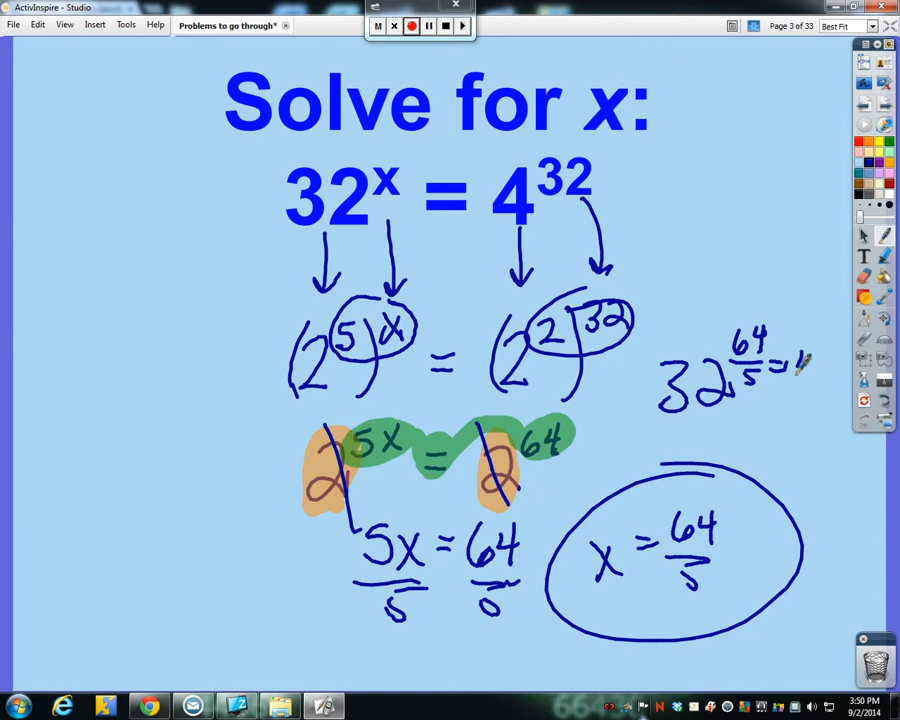 ActivInspire - Studio
File Edit View Insert Tools Help
Problems to go through*
M
Page 3 of 33
Best Fit
Solve for x:
32^x = 4^32
(2^5)^x = (2^2)^32
32^64/5 =
2^5x = 2^64
5x = 64
5
x = 64/5
3:50 PM
9/2/2014